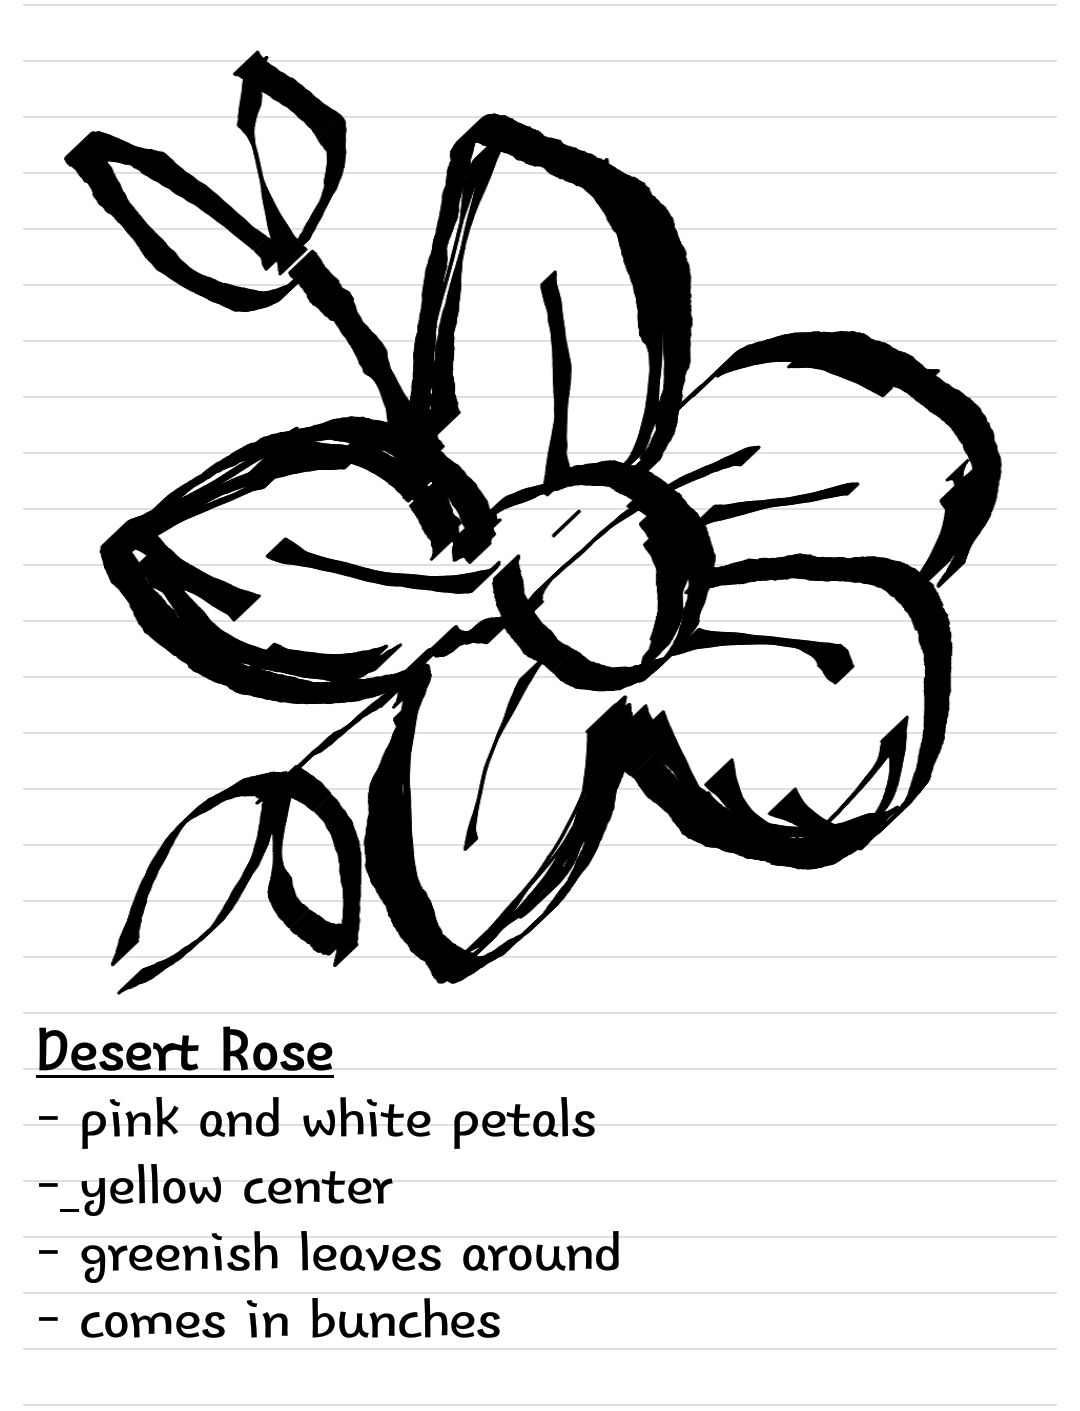 Desert Rose
- pink and white petals
-_yellow center
- greenish leaves around
- comes in bunches